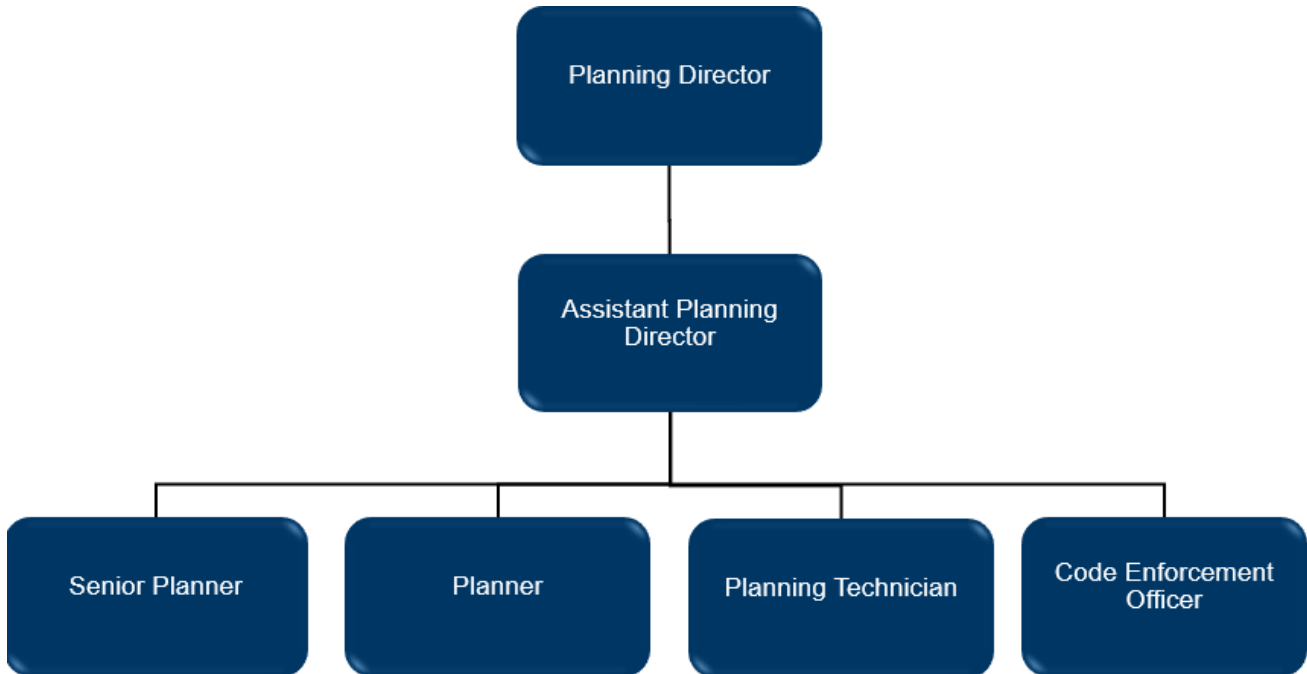 Planning Director
Assistant Planning
Director
Senior Planner
Planner
Planning Technician
Code Enforcement
Officer